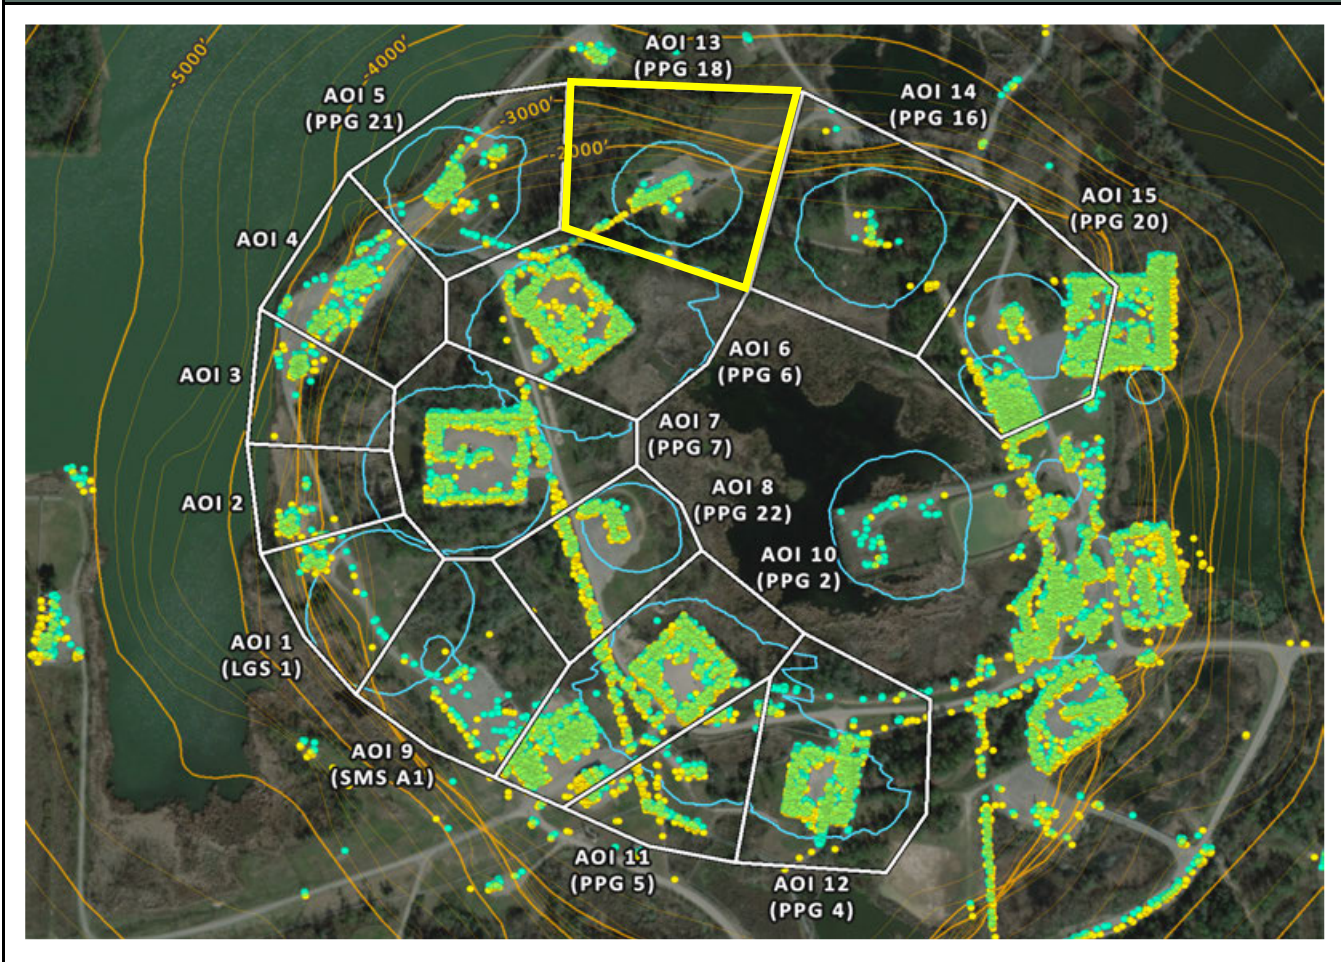 -5000'
-4000'
-3000'
-2000'
AOI 13
(PPG 18)
AOI 5
(PPG 21)
AOI 14
(PPG 16)
AOI 15
(PPG 20)
AOI 4
AOI 3
AOI 6
(PPG 6)
AOI 7
(PPG 7)
AOI 2
AOI 8
(PPG 22)
AOI 10
(PPG 2)
AOI 1
(LGS 1)
AOI 9
(SMS A1)
AOI 11
(PPG 5)
AOI 12
(PPG 4)